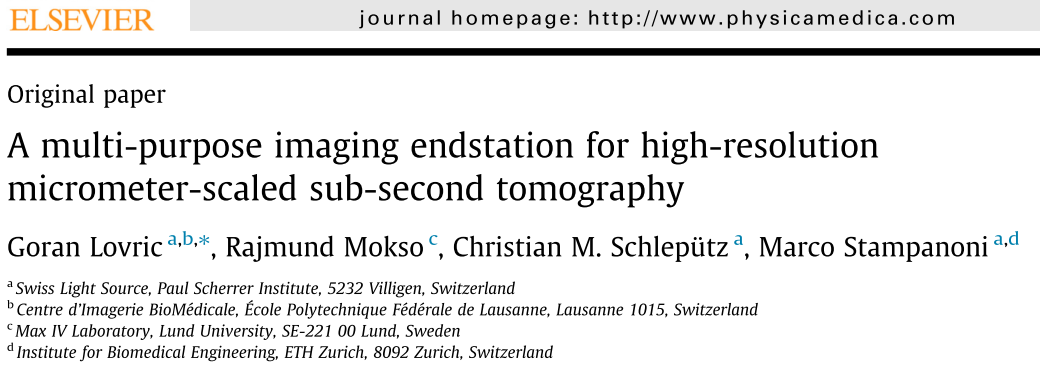 ELSEVIER
journal homepage: http://www.physicamedica.com
Original paper
A multi-purpose imaging endstation for high-resolution
micrometer-scaled sub-second tomography
Goran Lovric a,b,*, Rajmund Mokso c, Christian M. Schlepütz a, Marco Stampanoni a,d
a Swiss Light Source, Paul Scherrer Institute, 5232 Villigen, Switzerland
b Centre d'Imagerie BioMédicale, École Polytechnique Fédérale de Lausanne, Lausanne 1015, Switzerland
c Max IV Laboratory, Lund University, SE-221 00 Lund, Sweden
d Institute for Biomedical Engineering, ETH Zurich, 8092 Zurich, Switzerland